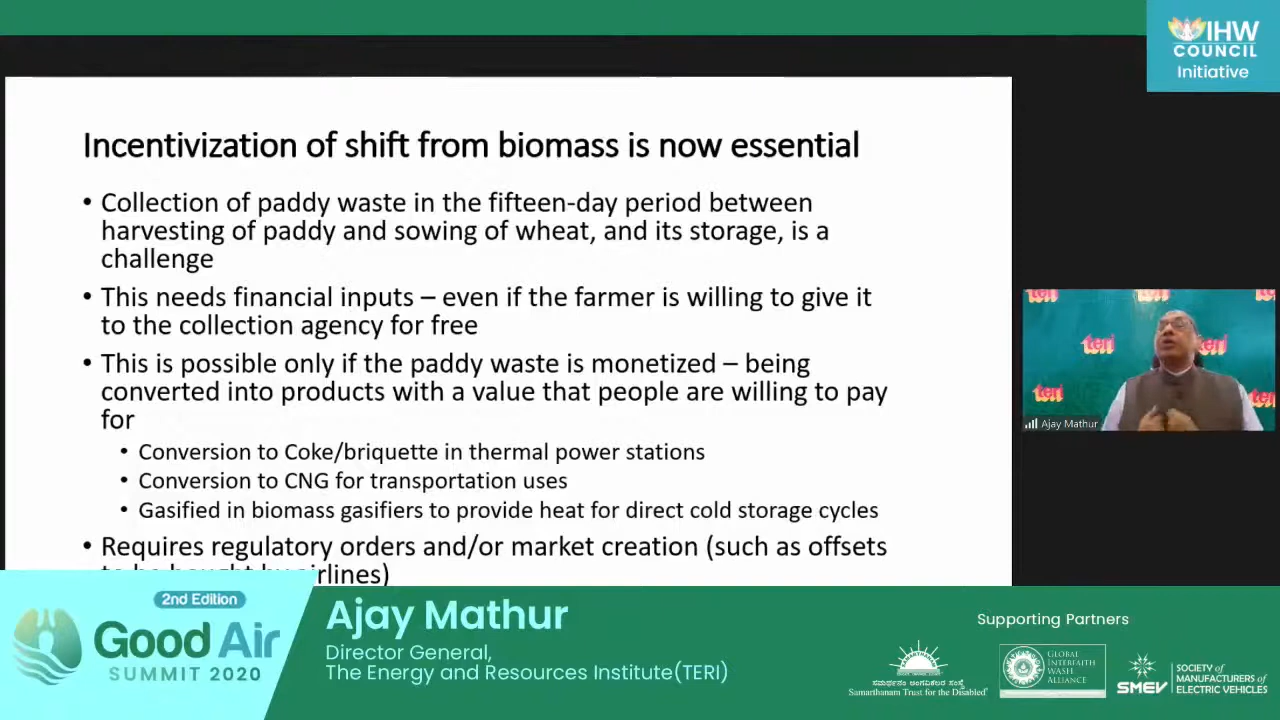 IHW
COUNCIL
Initiative
Incentivization of shift from biomass is now essential
• Collection of paddy waste in the fifteen-day period between
harvesting of paddy and sowing of wheat, and its storage, is a
challenge
• This needs financial inputs – even if the farmer is willing to give it
to the collection agency for free
• This is possible only if the paddy waste is monetized – being
converted into products with a value that people are willing to pay
for
• Conversion to Coke/briquette in thermal power stations
• Conversion to CNG for transportation uses
• Gasified in biomass gasifiers to provide heat for direct cold storage cycles
• Requires regulatory orders and/or market creation (such as offsets
to be bought by airlines)
teri
teri
teri
Ajay Mathur
2nd Edition
Good Air
SUMMIT 2020
Ajay Mathur
Director General,
The Energy and Resources Institute(TERI)
Supporting Partners
ಸಮರ್ಥನಂ ಅಂಗವಿಕಲರ ಸಂಸ್ಥೆ
Samarthanam Trust for the Disabled
GLOBAL
INTERFAITH
WASH
ALLIANCE
SMEV
SOCIETY of
MANUFACTURERS of
ELECTRIC VEHICLES